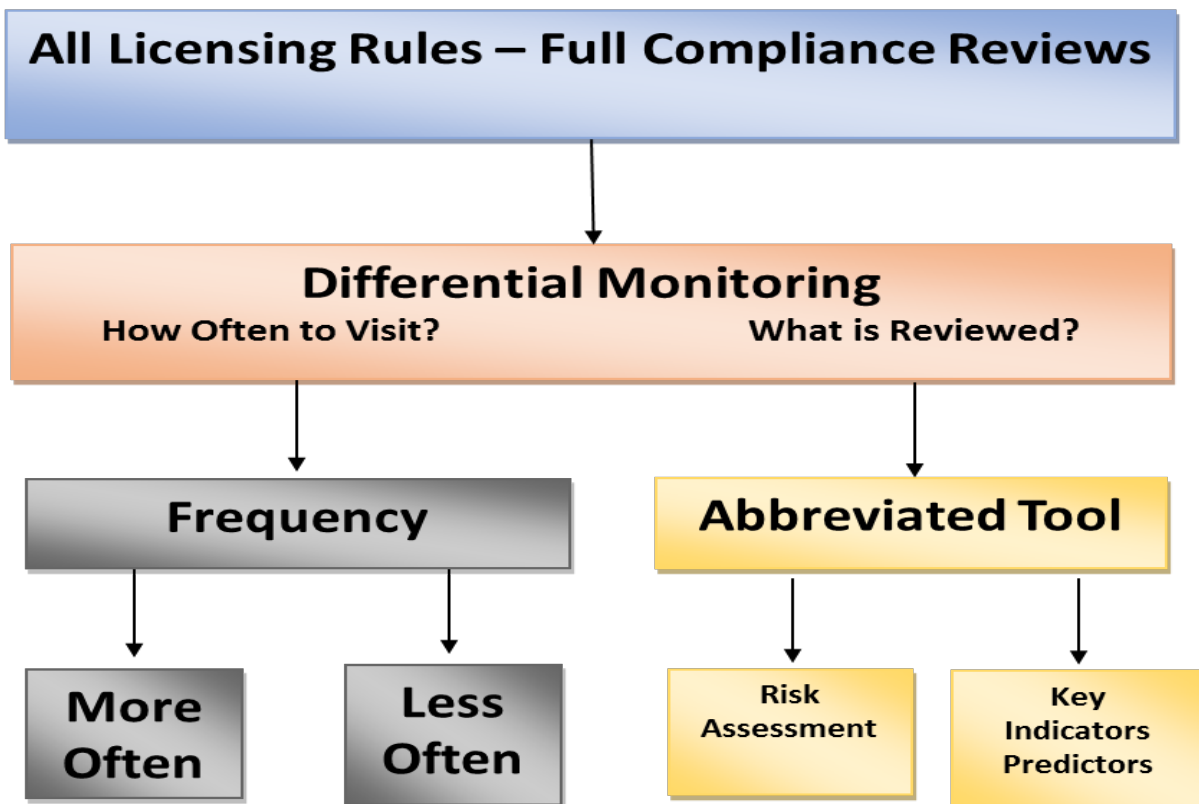 All Licensing Rules – Full Compliance Reviews
Differential Monitoring
How Often to Visit?
What is Reviewed?
Frequency
Abbreviated Tool
More
Often
Less
Often
Risk
Assessment
Key
Indicators
Predictors